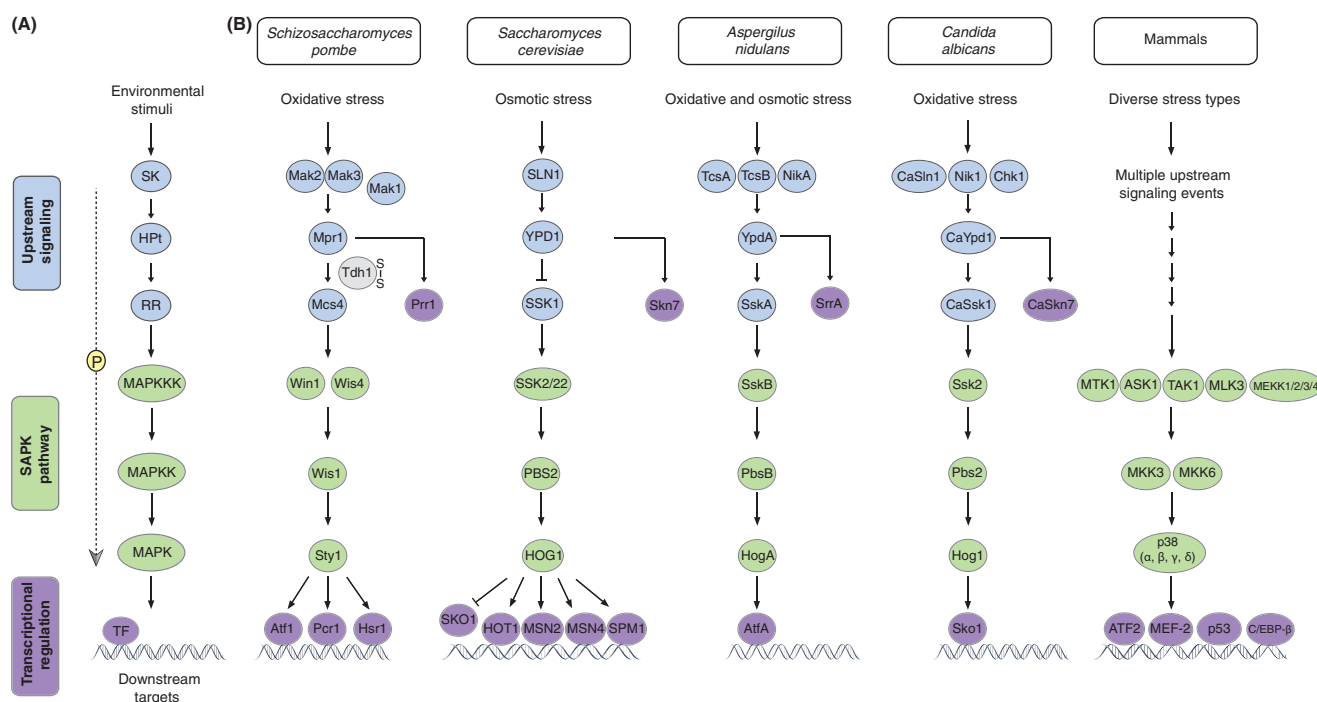 (A)
(B)
Schizosaccharomyces
pombe
Saccharomyces
cerevisiae
Aspergilus
nidulans
Candida
albicans
Mammals
Environmental
stimuli
Oxidative stress
Osmotic stress
Oxidative and osmotic stress
Oxidative stress
Diverse stress types
Upstream
signaling
SK
Mak2
Mak3
Mak1
SLN1
TcsA
TcsB
NikA
CaSln1
Nik1
Chk1
Multiple upstream
signaling events
HPt
Mpr1
YPD1
YpdA
CaYpd1
Tdh1
S
S
RR
Mcs4
Prr1
SSK1
Skn7
SskA
SrrA
CaSsk1
CaSkn7
P
SAPK
pathway
MAPKKK
Win1
Wis4
SSK2/22
SskB
Ssk2
MTK1
ASK1
TAK1
MLK3
MEKK1/2/3/4
MAPKK
Wis1
PBS2
PbsB
Pbs2
MKK3
MKK6
MAPK
Sty1
HOG1
HogA
Hog1
p38
(α, β, γ, δ)
Transcriptional
regulation
TF
Atf1
Pcr1
Hsr1
SKO1
HOT1
MSN2
MSN4
SPM1
AtfA
Sko1
ATF2
MEF-2
p53
C/EBP-β
Downstream
targets